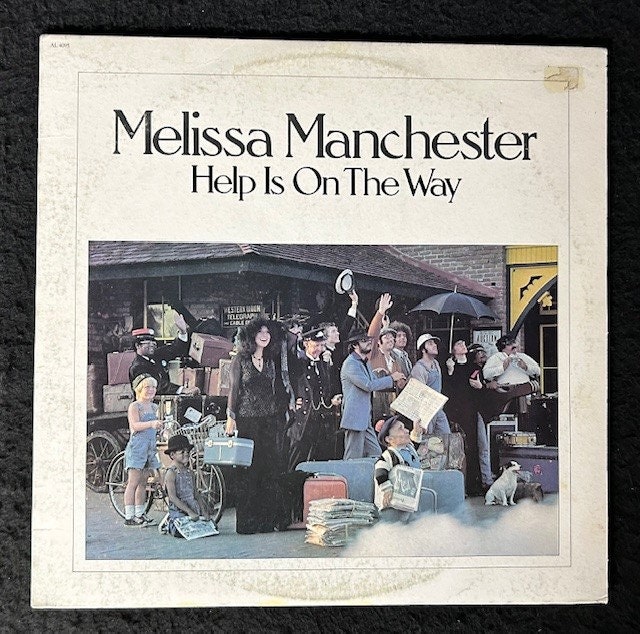 AL 4095
Melissa Manchester
Help Is On The Way
WESTERN UNION
TELEGRAPH
CABLE